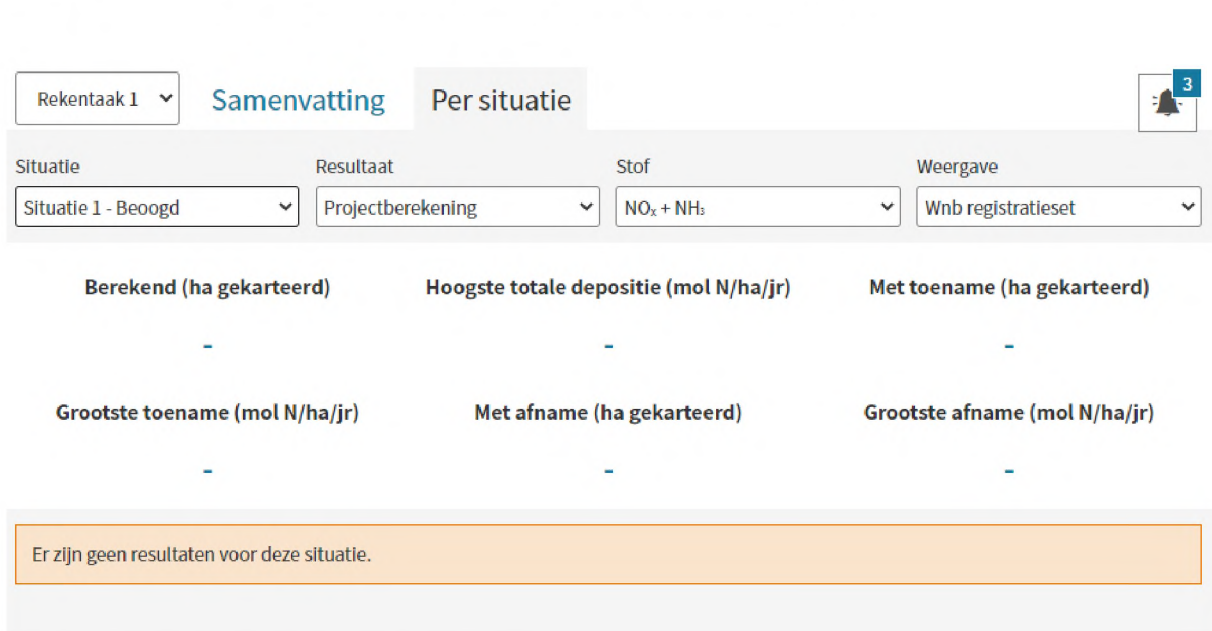 3
Rekentaak 1 Samenvatting Per situatie
Situatie Resultaat Stof Weergave
Situatie 1 - Beoogd Projectberekening NOₓ + NH₃ Wnb registratieset
Berekend (ha gekarteerd) Hoogste totale depositie (mol N/ha/jr) Met toename (ha gekarteerd)
- - -
Grootste toename (mol N/ha/jr) Met afname (ha gekarteerd) Grootste afname (mol N/ha/jr)
- - -
Er zijn geen resultaten voor deze situatie.